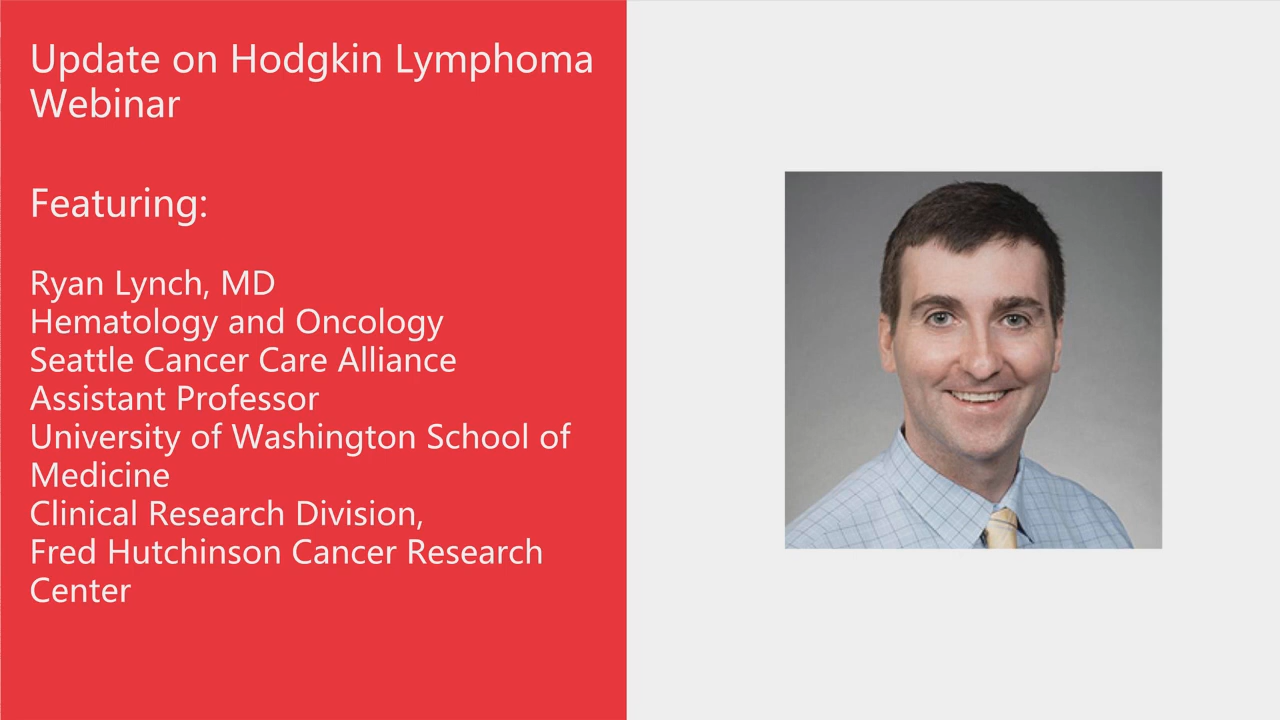 Update on Hodgkin Lymphoma
Webinar
Featuring:
Ryan Lynch, MD
Hematology and Oncology
Seattle Cancer Care Alliance
Assistant Professor
University of Washington School of
Medicine
Clinical Research Division,
Fred Hutchinson Cancer Research
Center